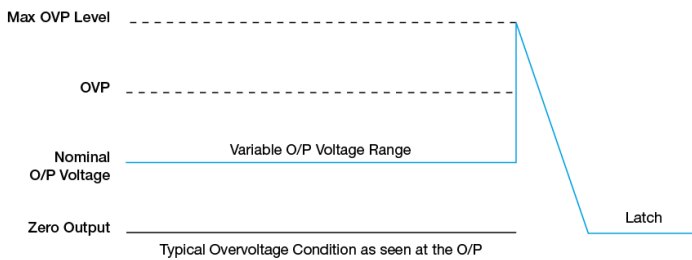 Max OVP Level
OVP
Variable O/P Voltage Range
Nominal
O/P Voltage
Latch
Zero Output
Typical Overvoltage Condition as seen at the O/P